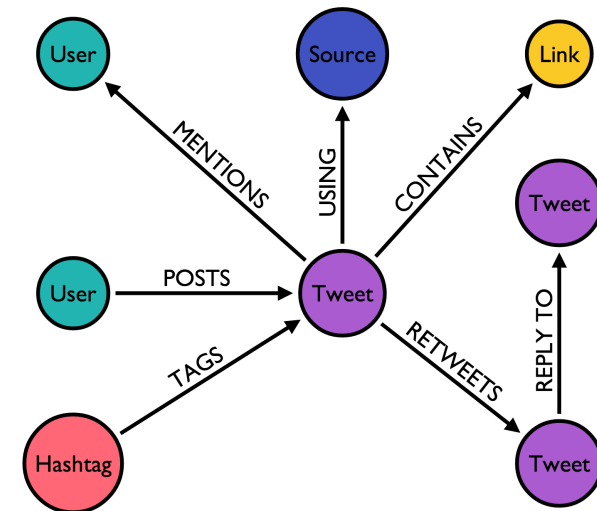 User
Source
Link
MENTIONS
USING
CONTAINS
Tweet
User
POSTS
Tweet
TAGS
RETWEETS
REPLY TO
Hashtag
Tweet